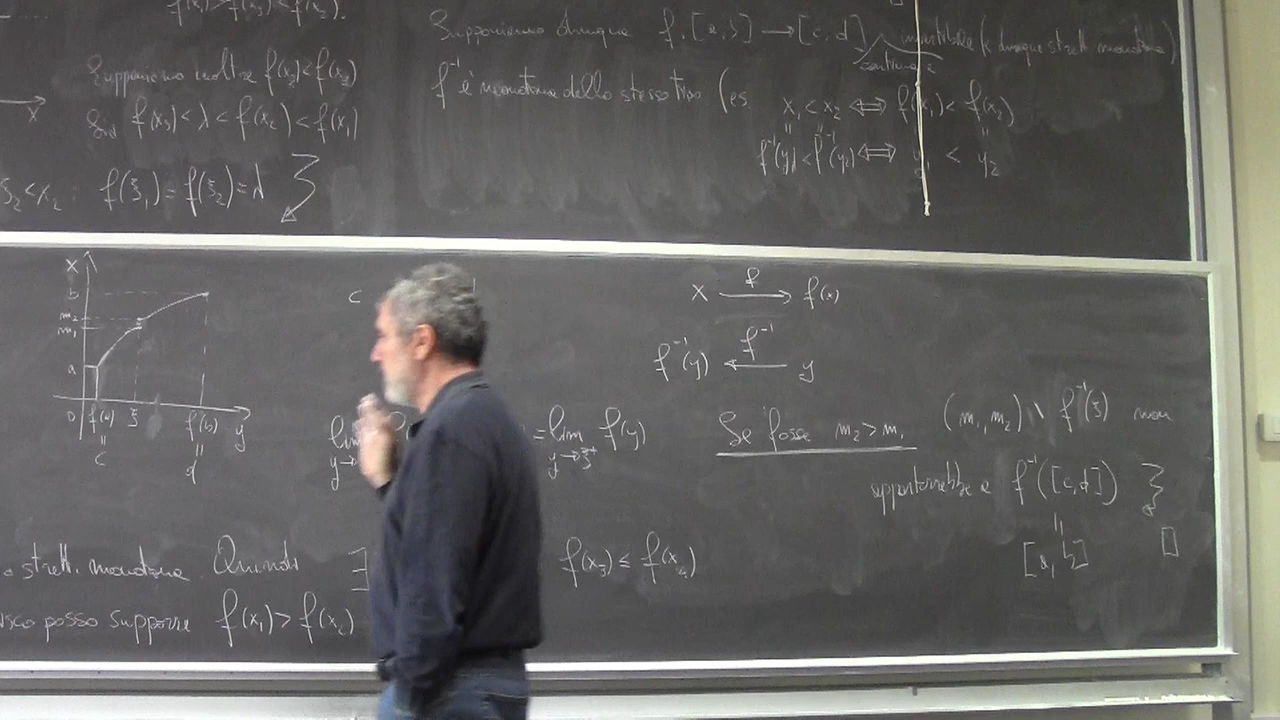 f(x₃) < f(x₂).
Supponiamo inoltre f(x₃) < f(x₂)
Sia f(x₃) < λ < f(x₂) < f(x₁)
ξ₂ < x₂ f(ξ₁) = f(ξ₂) = λ
x
Supponiamo dunque f: [a, b] → [c, d] invertibile (e dunque strett. monotona)
continua e
f⁻¹ è monotona dello stesso tipo (es x₁ < x₂ ⟺ f(x₁) < f(x₂)
f⁻¹(y₁) < f⁻¹(y₂) ⟺ y₁ < y₂
x
b
m₂
m₁
a
0 f(a) ξ f(b) y
c d
c
x → f(x)
f
f⁻¹(y) ← y
f⁻¹
lim = lim f(y)
y→ y→ξ⁺
Se fosse m₂ > m₁ (m₁, m₂) \ f⁻¹(ξ) non
apparterrebbe a f⁻¹([c, d])
[a, b]
strett. monotona. Quindi ∃ f(x₃) ≤ f(x₂)
posso supporre f(x₁) > f(x₂)